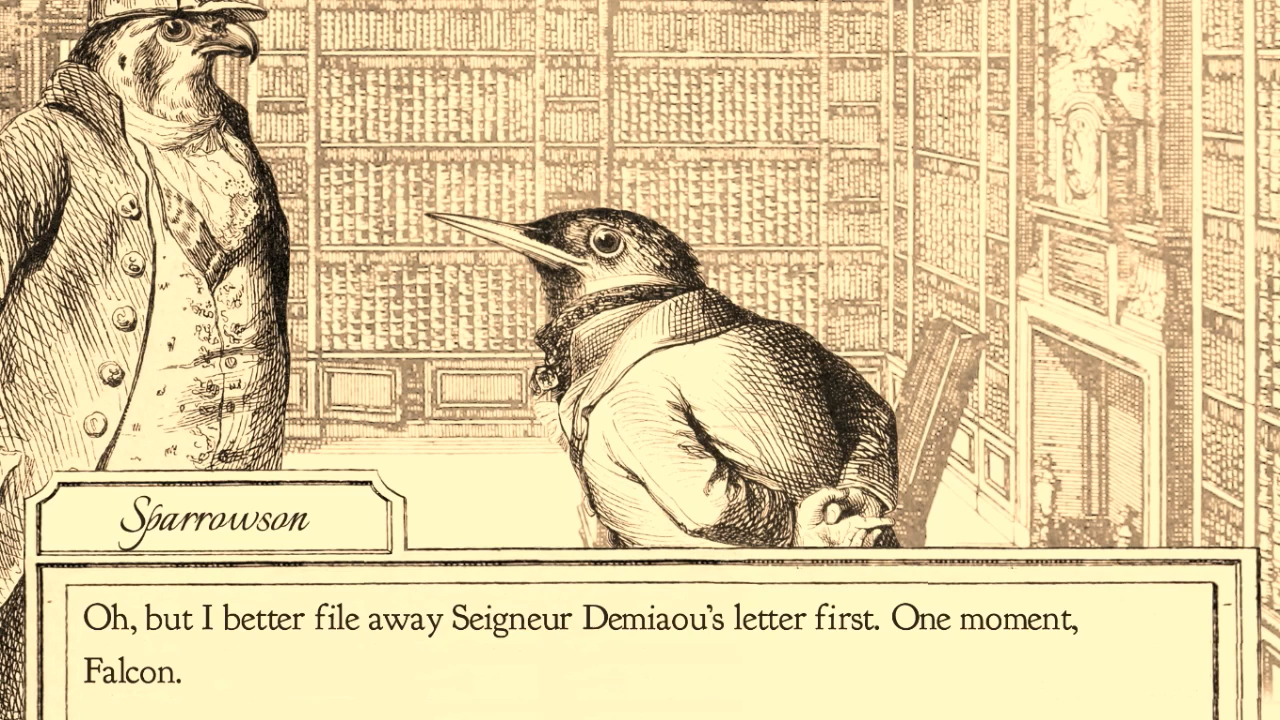 Sparrowson
Oh, but I better file away Seigneur Demiaou's letter first. One moment,
Falcon.